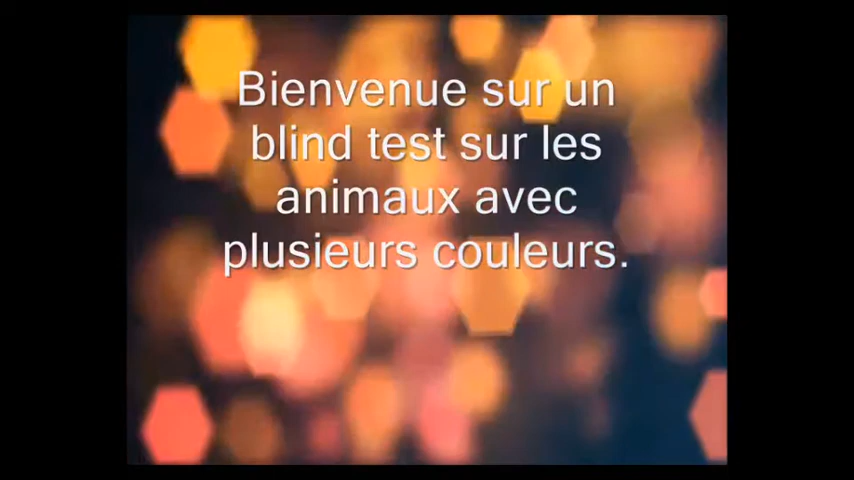 Bienvenue sur un
blind test sur les
animaux avec
plusieurs couleurs.